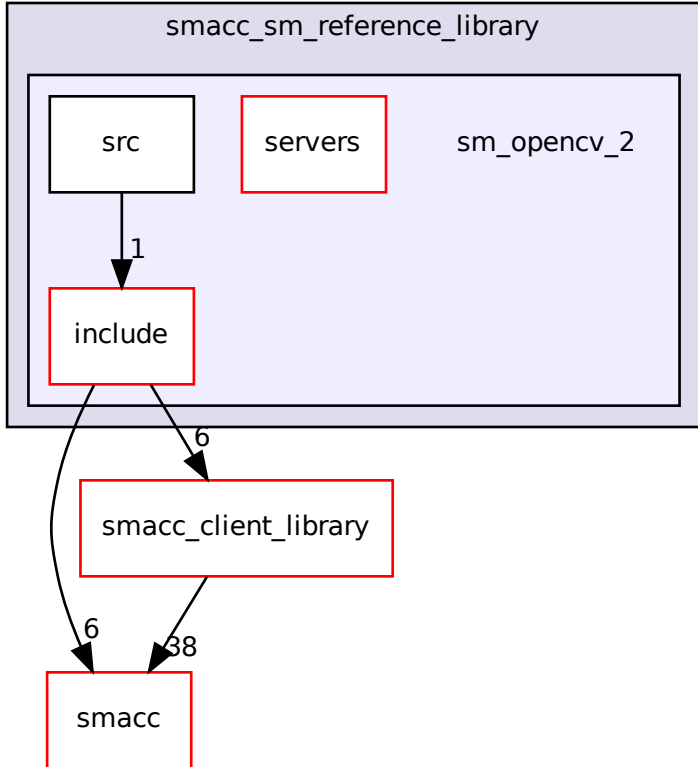 smacc_sm_reference_library
src
servers
sm_opencv_2
1
include
6
smacc_client_library
6
38
smacc